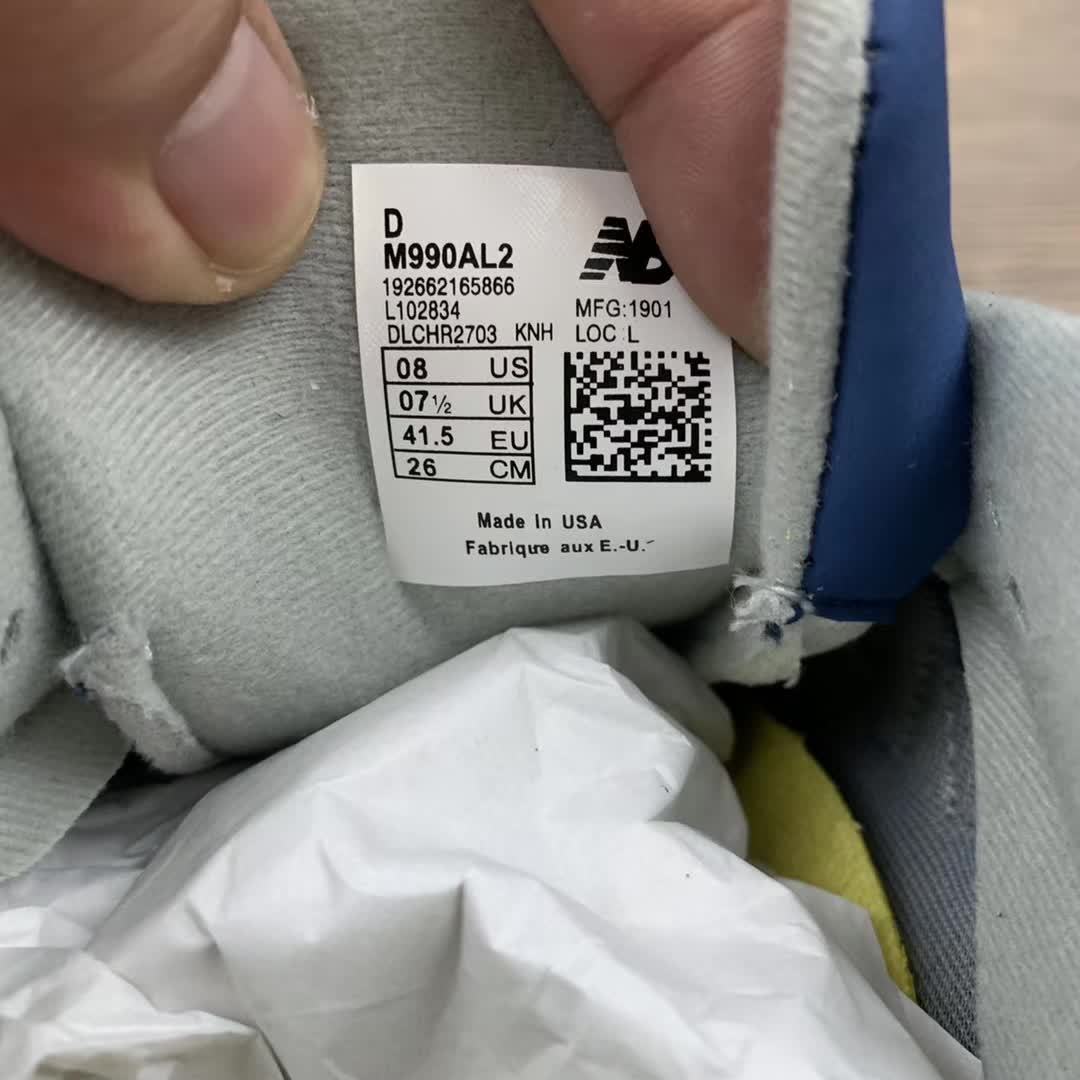 D
M990AL2
192662165866
L102834
DLCHR2703 KNH
NB
MFG:1901
LOC:L
08 US
07½ UK
41.5 EU
26 CM
Made In USA
Fabrique aux E.-U.